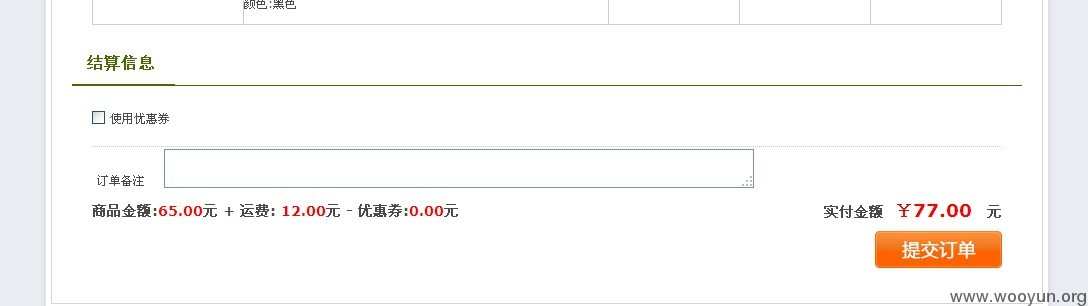 颜色:黑色
结算信息
使用优惠券
订单备注
商品金额:65.00元 + 运费: 12.00元 - 优惠券:0.00元
实付金额 ￥77.00 元
提交订单
www.wooyun.org